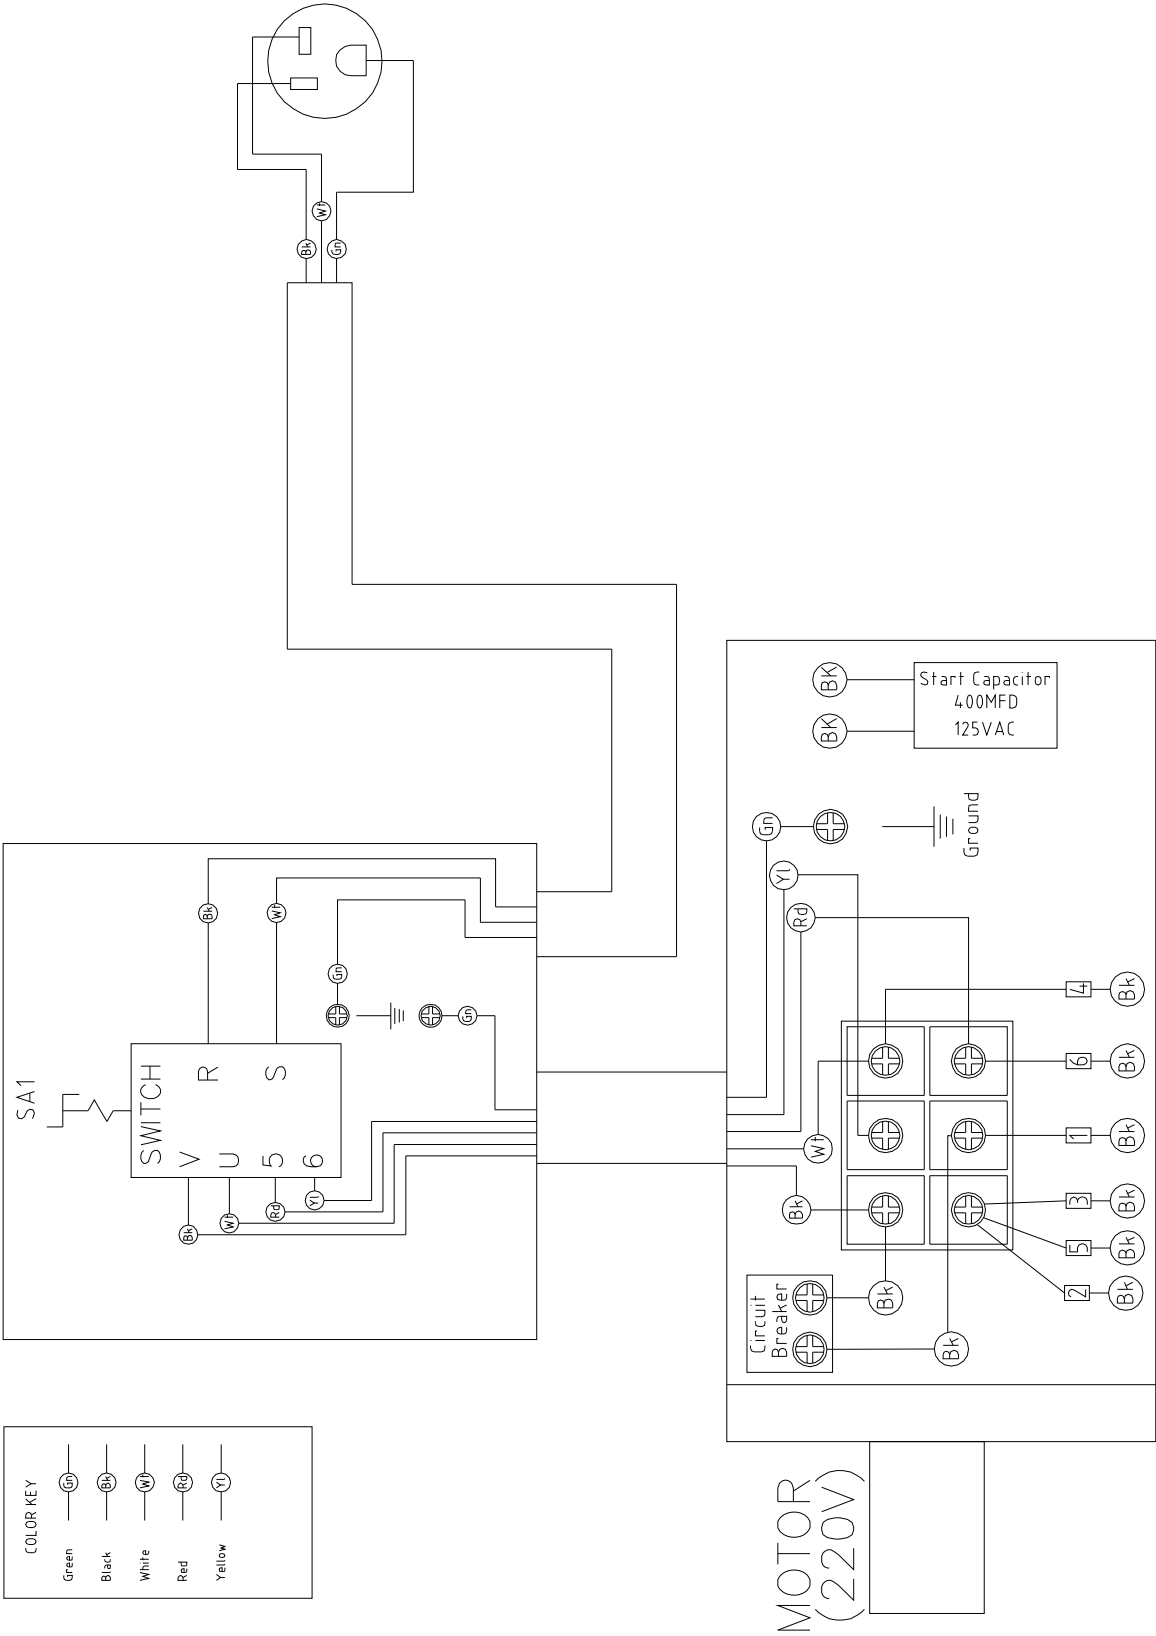 Bk
Wt
Gn
SA1
SWITCH
R
S
V
U
5
6
Bk
Wt
Gn
Gn
Bk
Wt
Rd
Yl
Start Capacitor
400MFD
125VAC
BK
BK
Gn
Ground
Yl
Rd
Wt
Bk
4
Bk
6
Bk
1
Bk
3
Bk
5
Bk
2
Bk
Circuit
Breaker
Bk
Bk
MOTOR
(220V)
COLOR KEY
Green Gn
Black Bk
White Wt
Red Rd
Yellow Yl